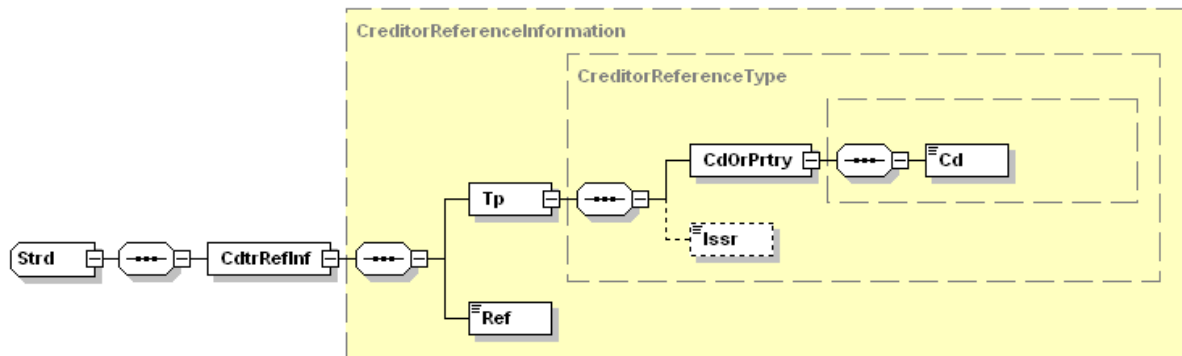 CreditorReferenceInformation
CreditorReferenceType
CdOrPrtry
Cd
Tp
Issr
Strd
CdtrRefInf
Ref